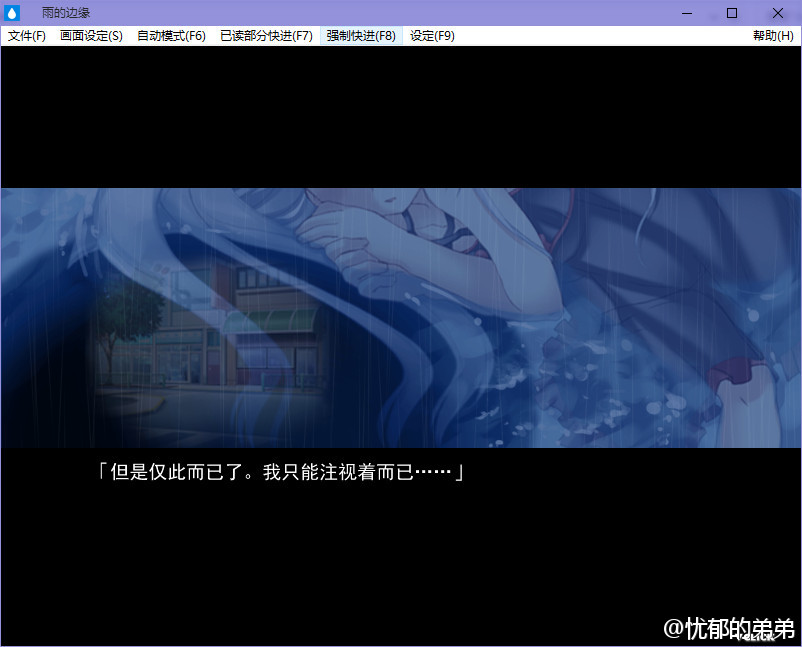 雨的边缘
文件(F) 画面设定(S) 自动模式(F6) 已读部分快进(F7) 强制快进(F8) 设定(F9) 帮助(H)
「但是仅此而已了。我只能注视着而已……」
@忧郁的弟弟
CLICK